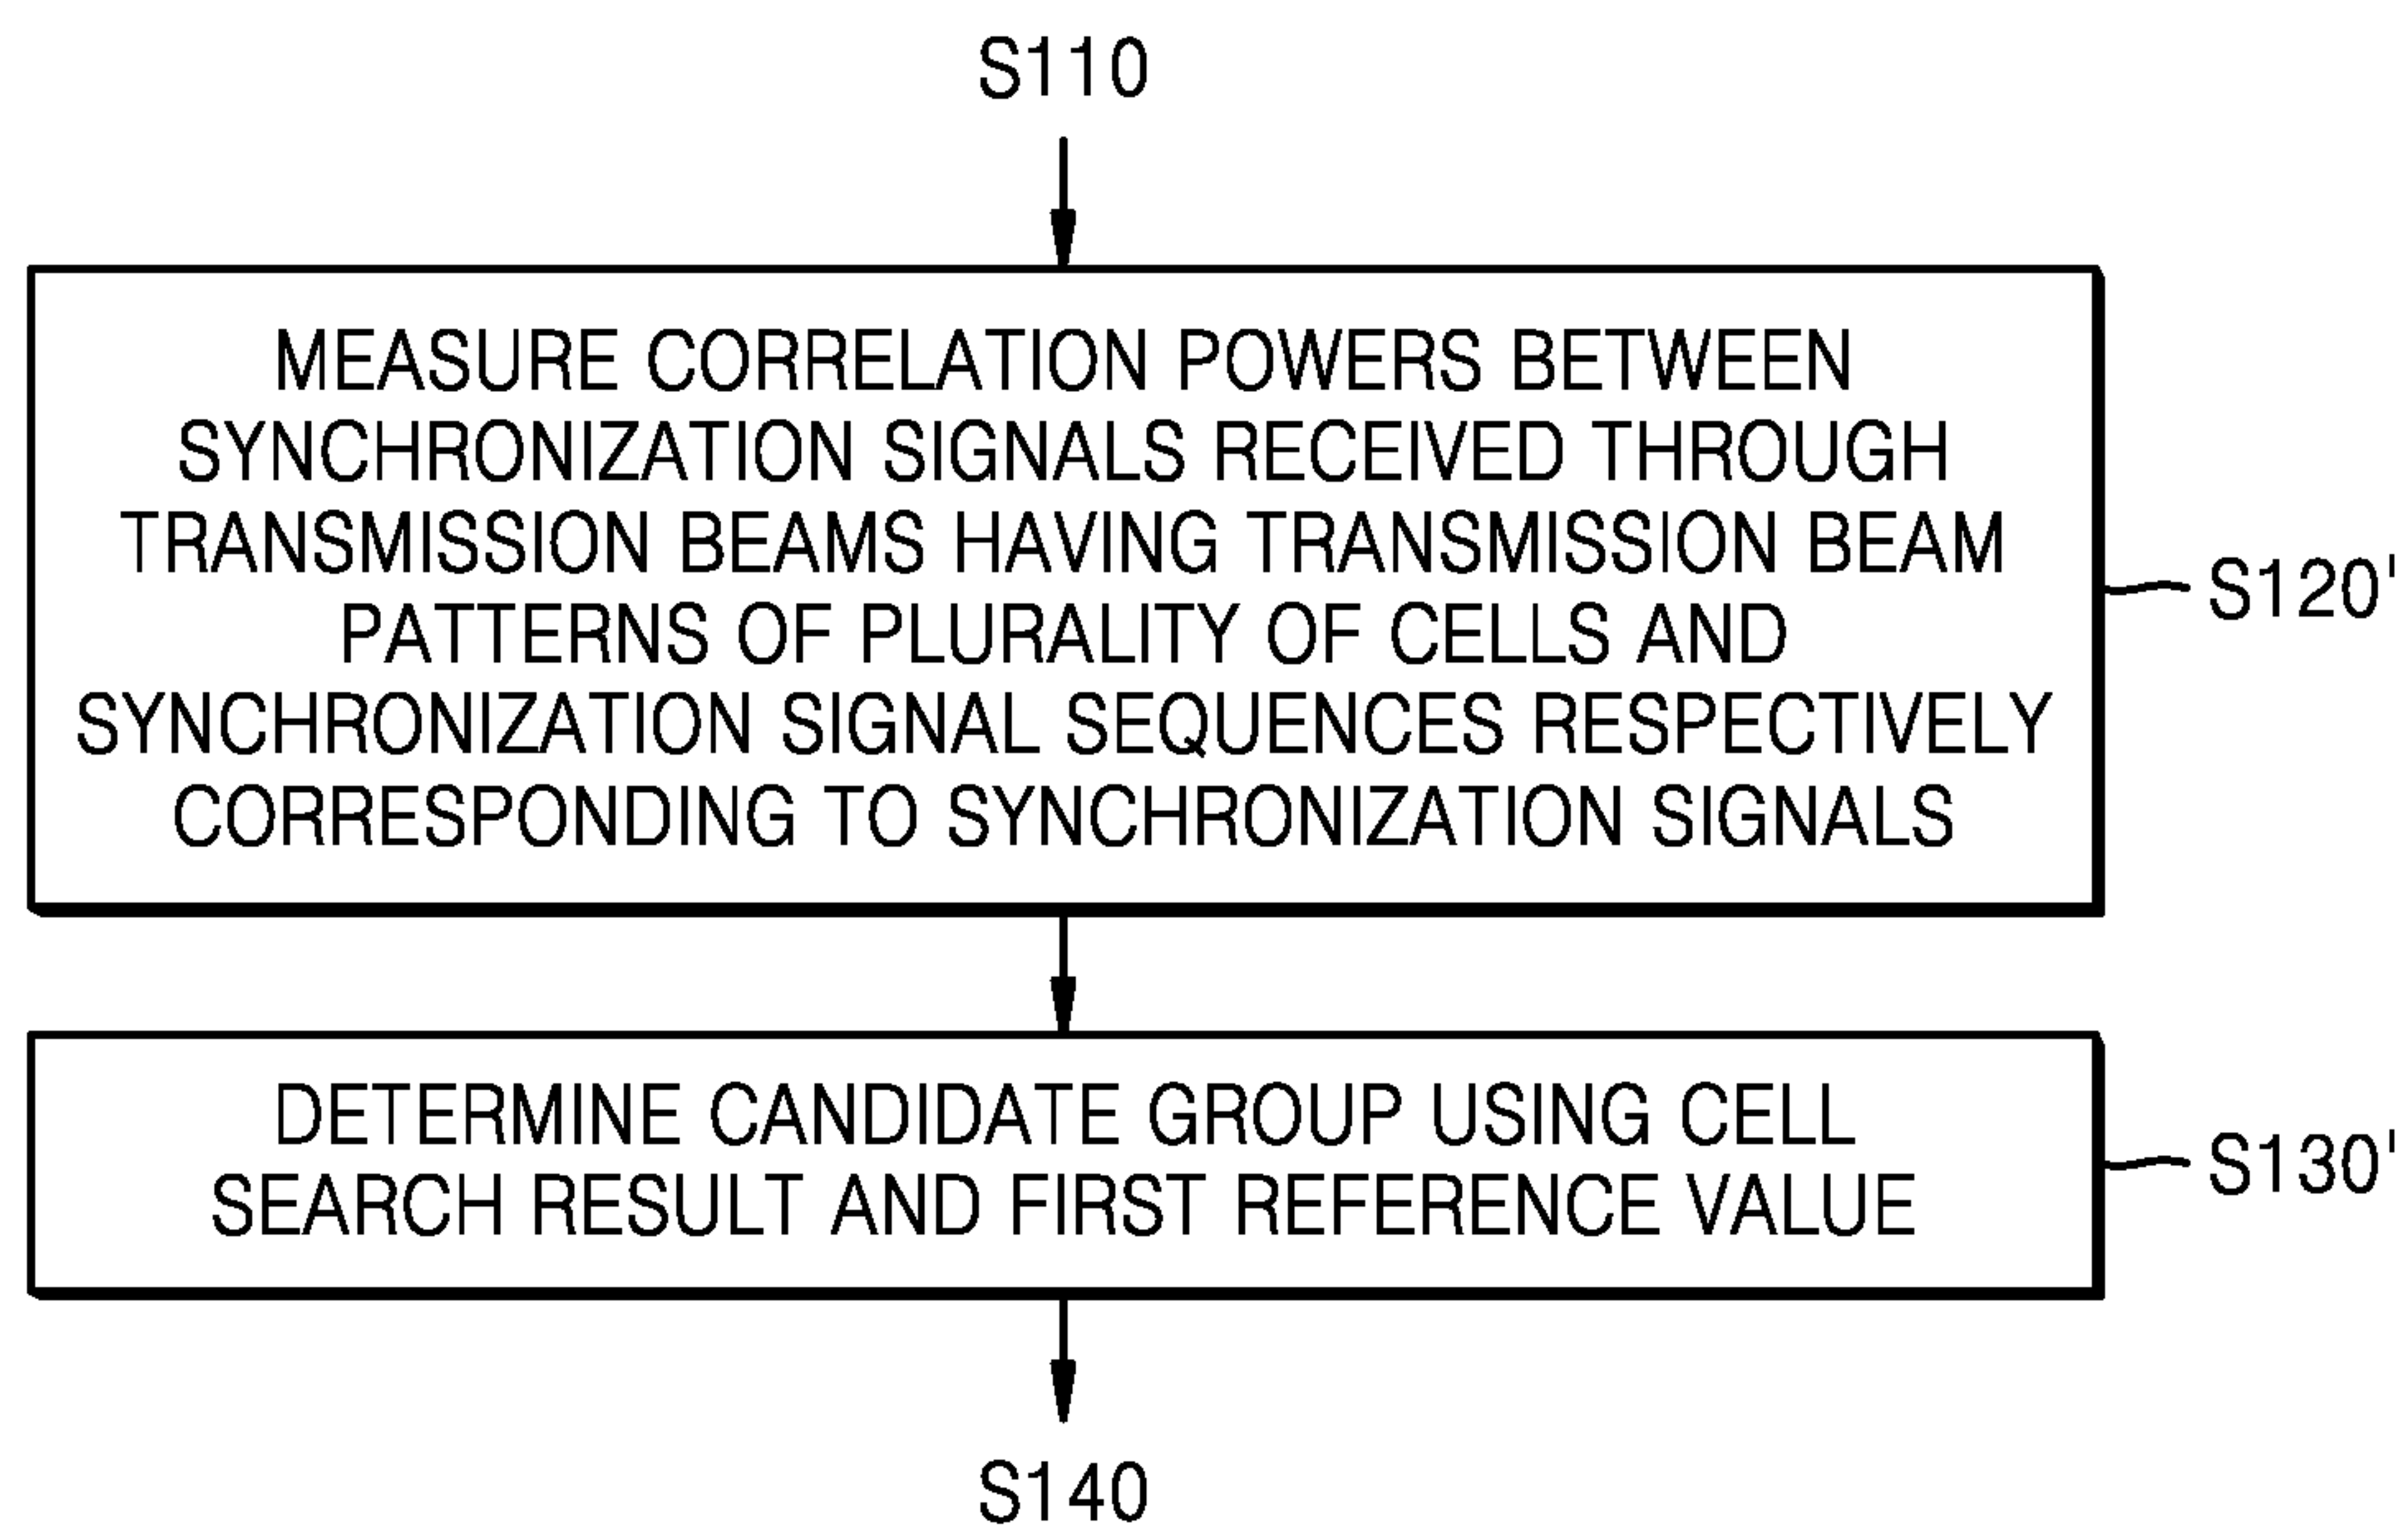 S110
MEASURE CORRELATION POWERS BETWEEN
SYNCHRONIZATION SIGNALS RECEIVED THROUGH
TRANSMISSION BEAMS HAVING TRANSMISSION BEAM
PATTERNS OF PLURALITY OF CELLS AND
SYNCHRONIZATION SIGNAL SEQUENCES RESPECTIVELY
CORRESPONDING TO SYNCHRONIZATION SIGNALS
S120'
DETERMINE CANDIDATE GROUP USING CELL
SEARCH RESULT AND FIRST REFERENCE VALUE
S130'
S140